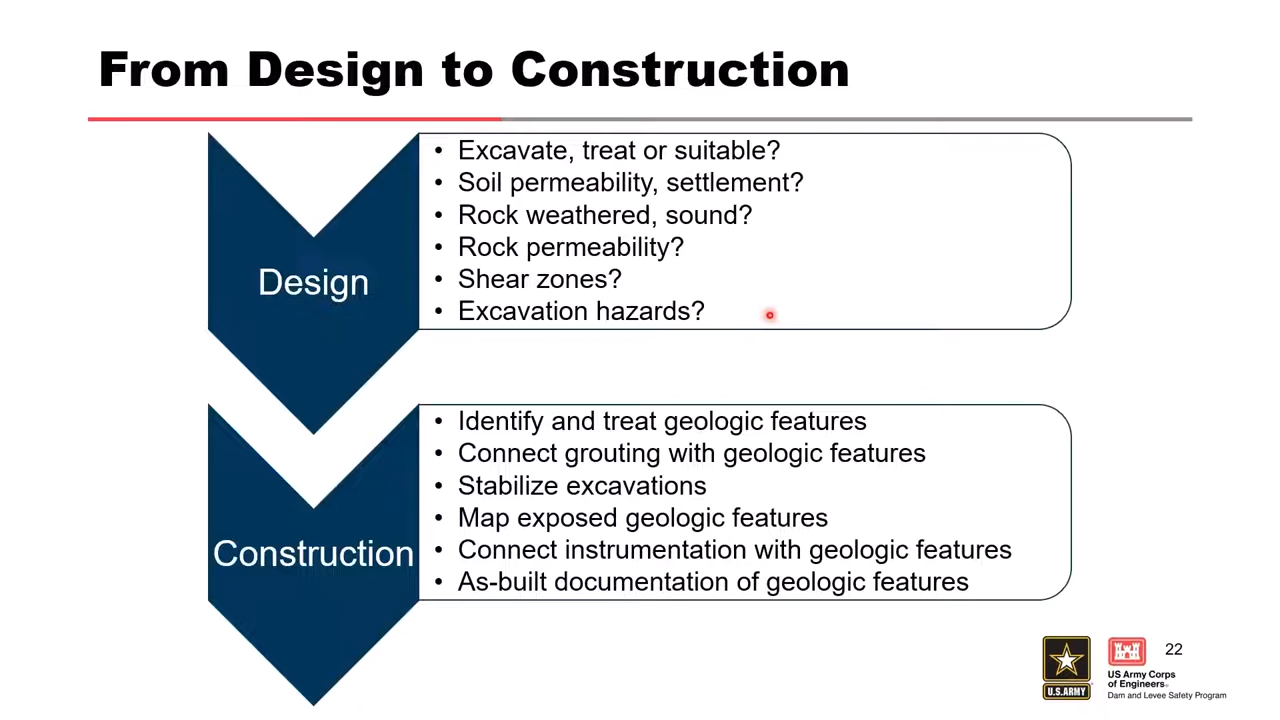 From Design to Construction
Design
• Excavate, treat or suitable?
• Soil permeability, settlement?
• Rock weathered, sound?
• Rock permeability?
• Shear zones?
• Excavation hazards?
Construction
• Identify and treat geologic features
• Connect grouting with geologic features
• Stabilize excavations
• Map exposed geologic features
• Connect instrumentation with geologic features
• As-built documentation of geologic features
U.S.ARMY
US Army Corps
of Engineers®
Dam and Levee Safety Program
22